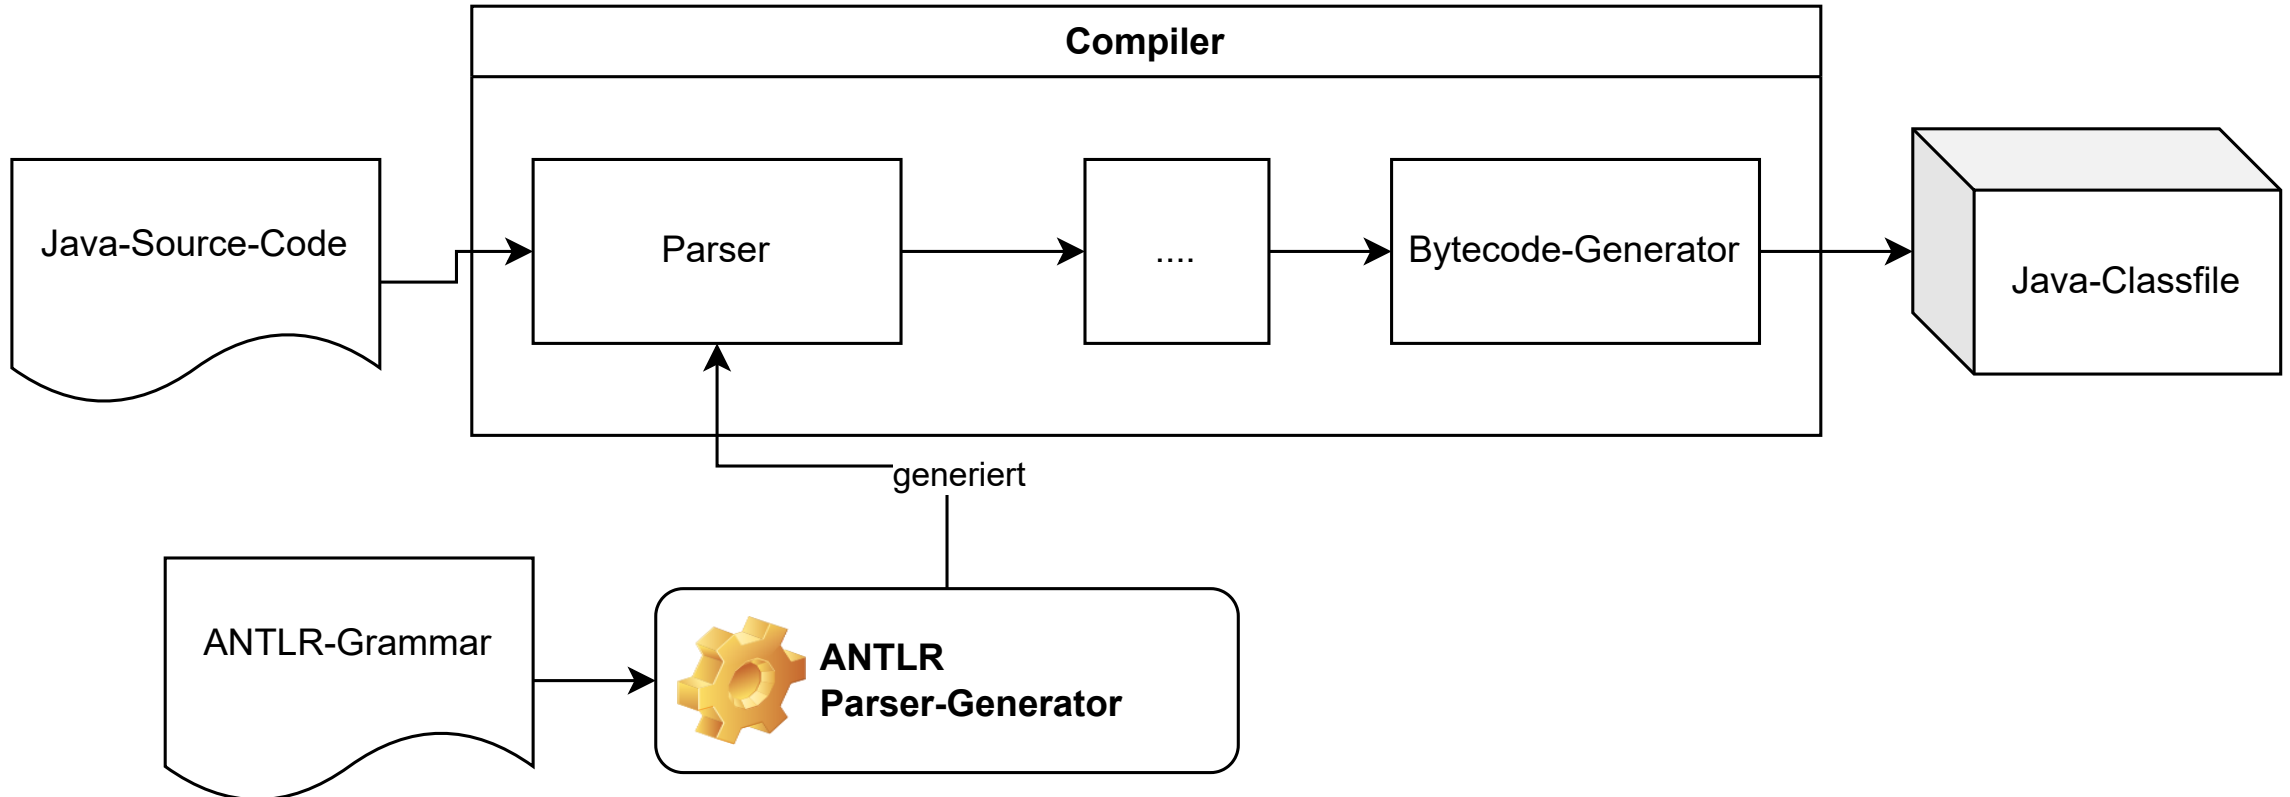 Compiler
Java-Source-Code
Parser
....
Bytecode-Generator
Java-Classfile
generiert
ANTLR-Grammar
ANTLR
Parser-Generator